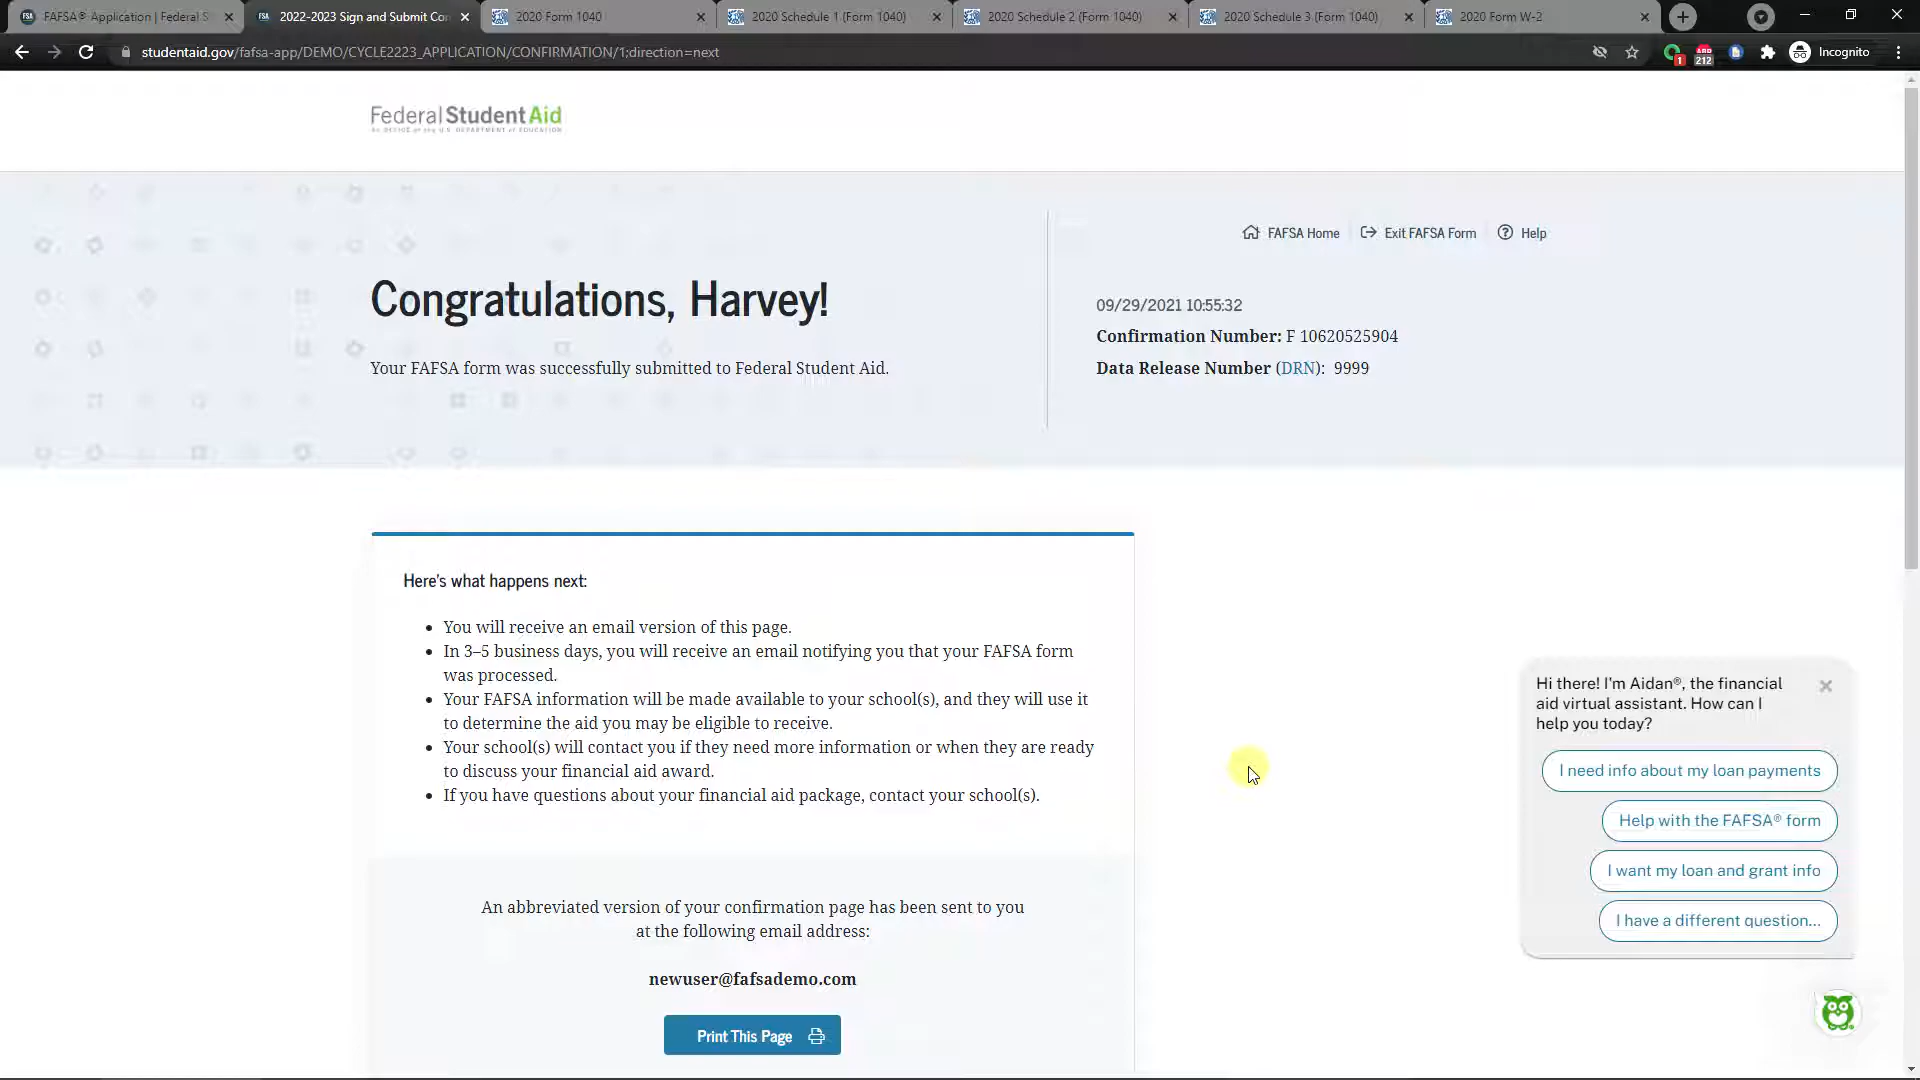 FAFSA® Application | Federal S
2022-2023 Sign and Submit Con
2020 Form 1040
2020 Schedule 1 (Form 1040)
2020 Schedule 2 (Form 1040)
2020 Schedule 3 (Form 1040)
2020 Form W-2
studentaid.gov/fafsa-app/DEMO/CYCLE2223_APPLICATION/CONFIRMATION/1;direction=next
1
212
Incognito
Federal StudentAid
An OFFICE of the U.S. DEPARTMENT of EDUCATION
FAFSA Home
Exit FAFSA Form
Help
Congratulations, Harvey!
Your FAFSA form was successfully submitted to Federal Student Aid.
09/29/2021 10:55:32
Confirmation Number: F 10620525904
Data Release Number (DRN): 9999
Here's what happens next:
• You will receive an email version of this page.
• In 3–5 business days, you will receive an email notifying you that your FAFSA form
was processed.
• Your FAFSA information will be made available to your school(s), and they will use it
to determine the aid you may be eligible to receive.
• Your school(s) will contact you if they need more information or when they are ready
to discuss your financial aid award.
• If you have questions about your financial aid package, contact your school(s).
An abbreviated version of your confirmation page has been sent to you
at the following email address:
newuser@fafsademo.com
Print This Page
Hi there! I'm Aidan®, the financial
aid virtual assistant. How can I
help you today?
I need info about my loan payments
Help with the FAFSA® form
I want my loan and grant info
I have a different question...